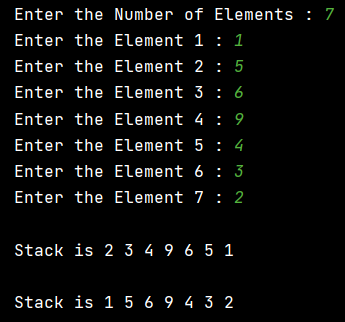 Enter the Number of Elements : 7
Enter the Element 1 : 1
Enter the Element 2 : 5
Enter the Element 3 : 6
Enter the Element 4 : 9
Enter the Element 5 : 4
Enter the Element 6 : 3
Enter the Element 7 : 2
Stack is 2 3 4 9 6 5 1
Stack is 1 5 6 9 4 3 2